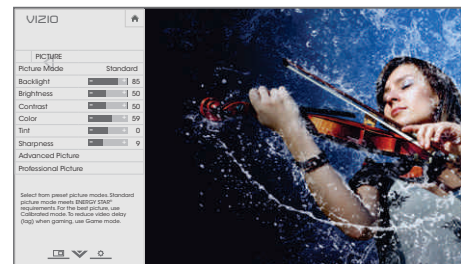 VIZIO
PICTURE
Picture Mode Standard
Backlight 85
Brightness 50
Contrast 50
Color 59
Tint 0
Sharpness 9
Advanced Picture
Professional Picture
Select from preset picture modes. Standard
picture mode meets ENERGY STAR®
requirements. For the best picture, use
Calibrated mode. To reduce video delay
(lag) when gaming, use Game mode.